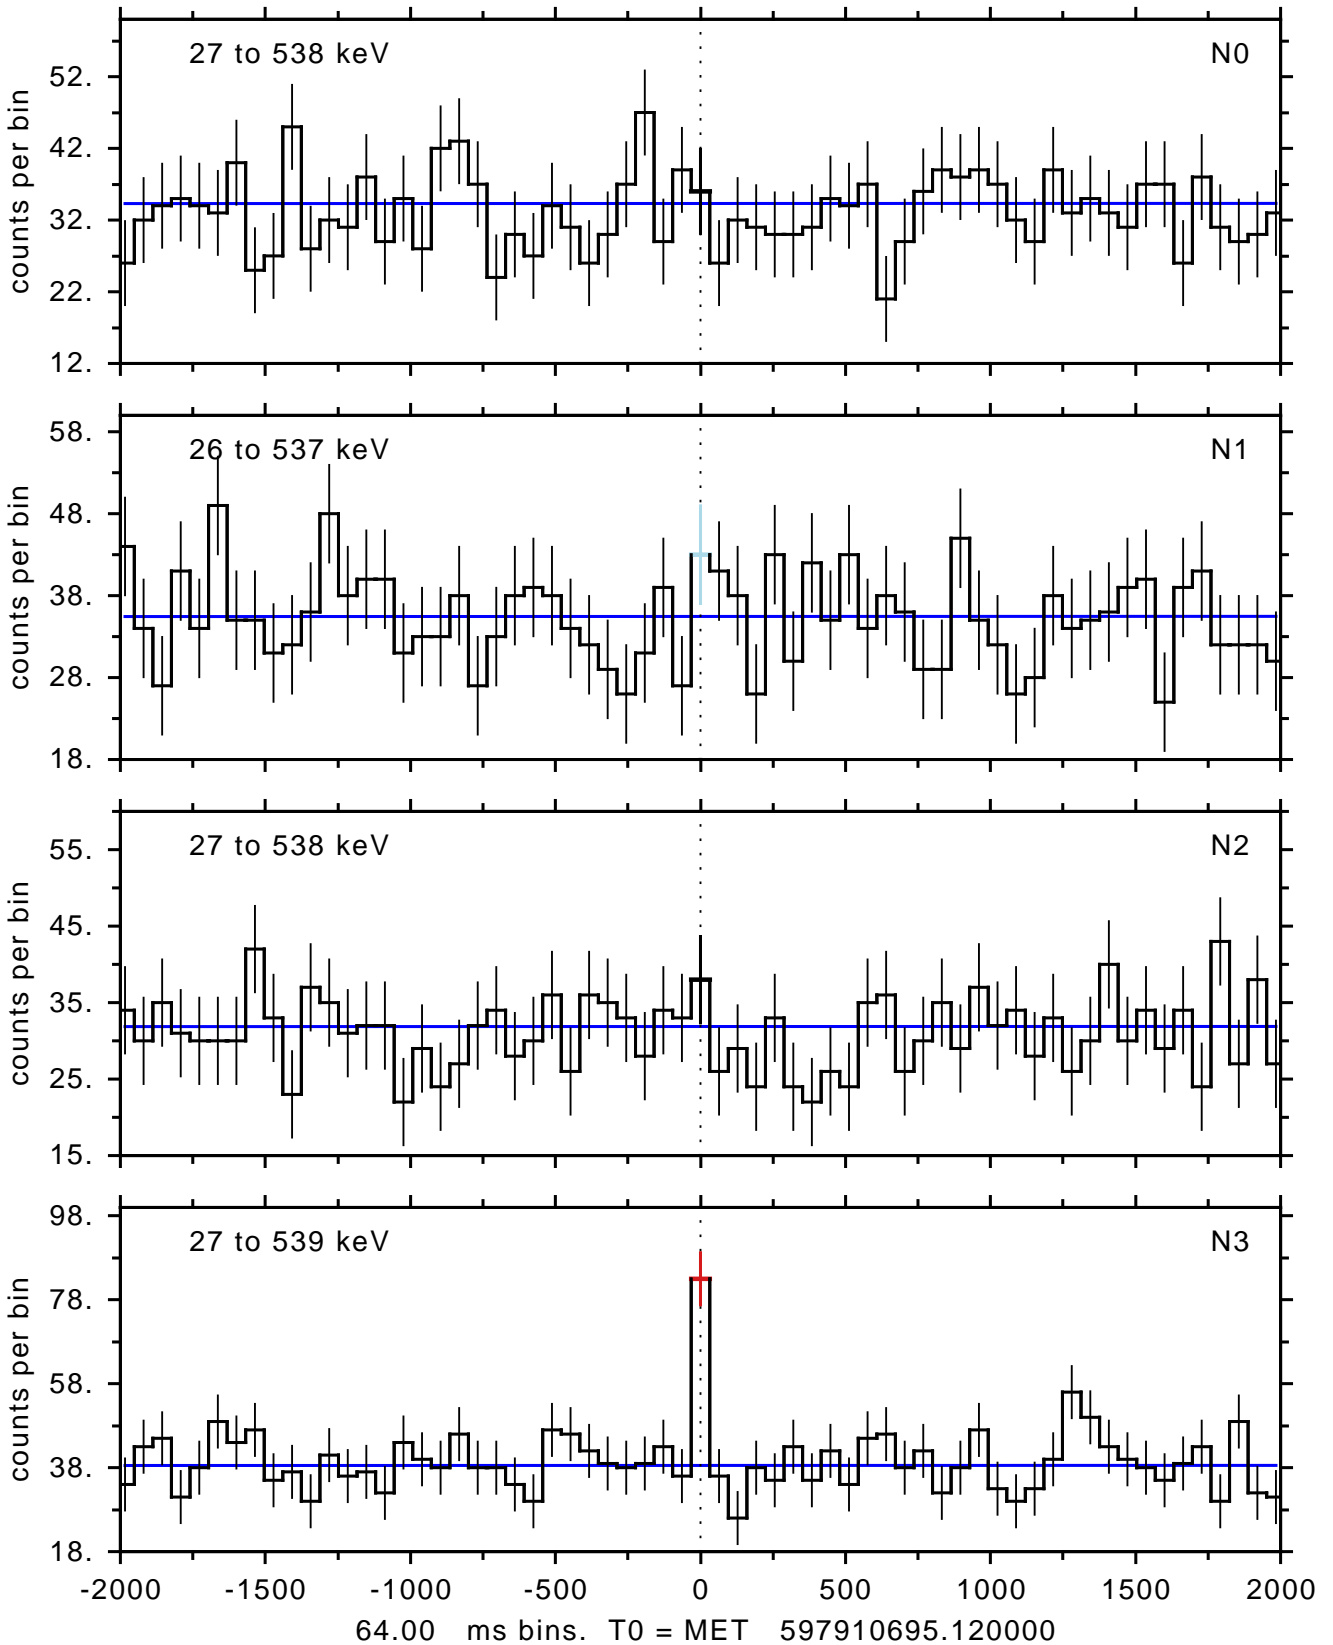 27 to 538 keV N0
52.
42.
32.
22.
12.
counts per bin
26 to 537 keV N1
58.
48.
38.
28.
18.
counts per bin
27 to 538 keV N2
55.
45.
35.
25.
15.
counts per bin
27 to 539 keV N3
98.
78.
58.
38.
18.
counts per bin
-2000 -1500 -1000 -500 0 500 1000 1500 2000
64.00 ms bins. T0 = MET 597910695.120000